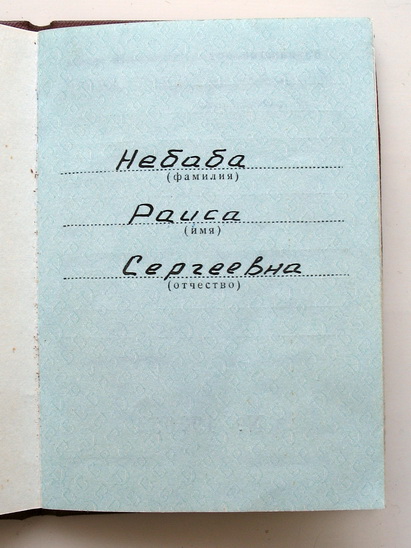 Небаба
(фамилия)
Раиса
(имя)
Сергеевна
(отчество)